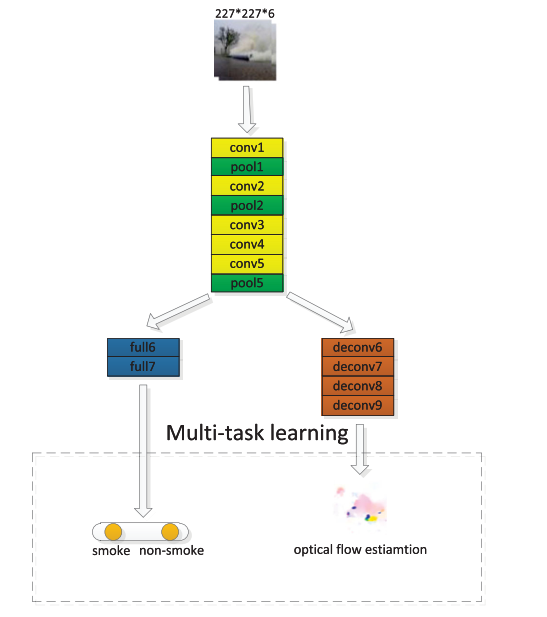 227*227*6
conv1
pool1
conv2
pool2
conv3
conv4
conv5
pool5
full6
full7
deconv6
deconv7
deconv8
deconv9
Multi-task learning
smoke non-smoke
optical flow estiamtion